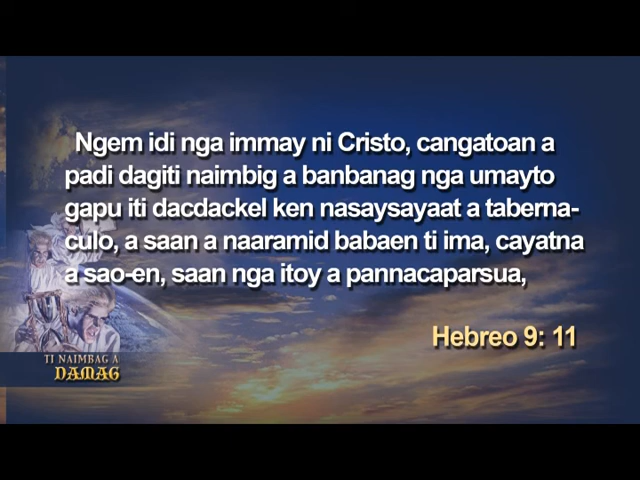 Ngem idi nga immay ni Cristo, cangatoan a
padi dagiti naimbig a banbanag nga umayto
gapu iti dacdackel ken nasaysayaat a taberna-
culo, a saan a naaramid babaen ti ima, cayatna
a sao-en, saan nga itoy a pannacaparsua,
Hebreo 9: 11
TI NAIMBAG A
DAMAG